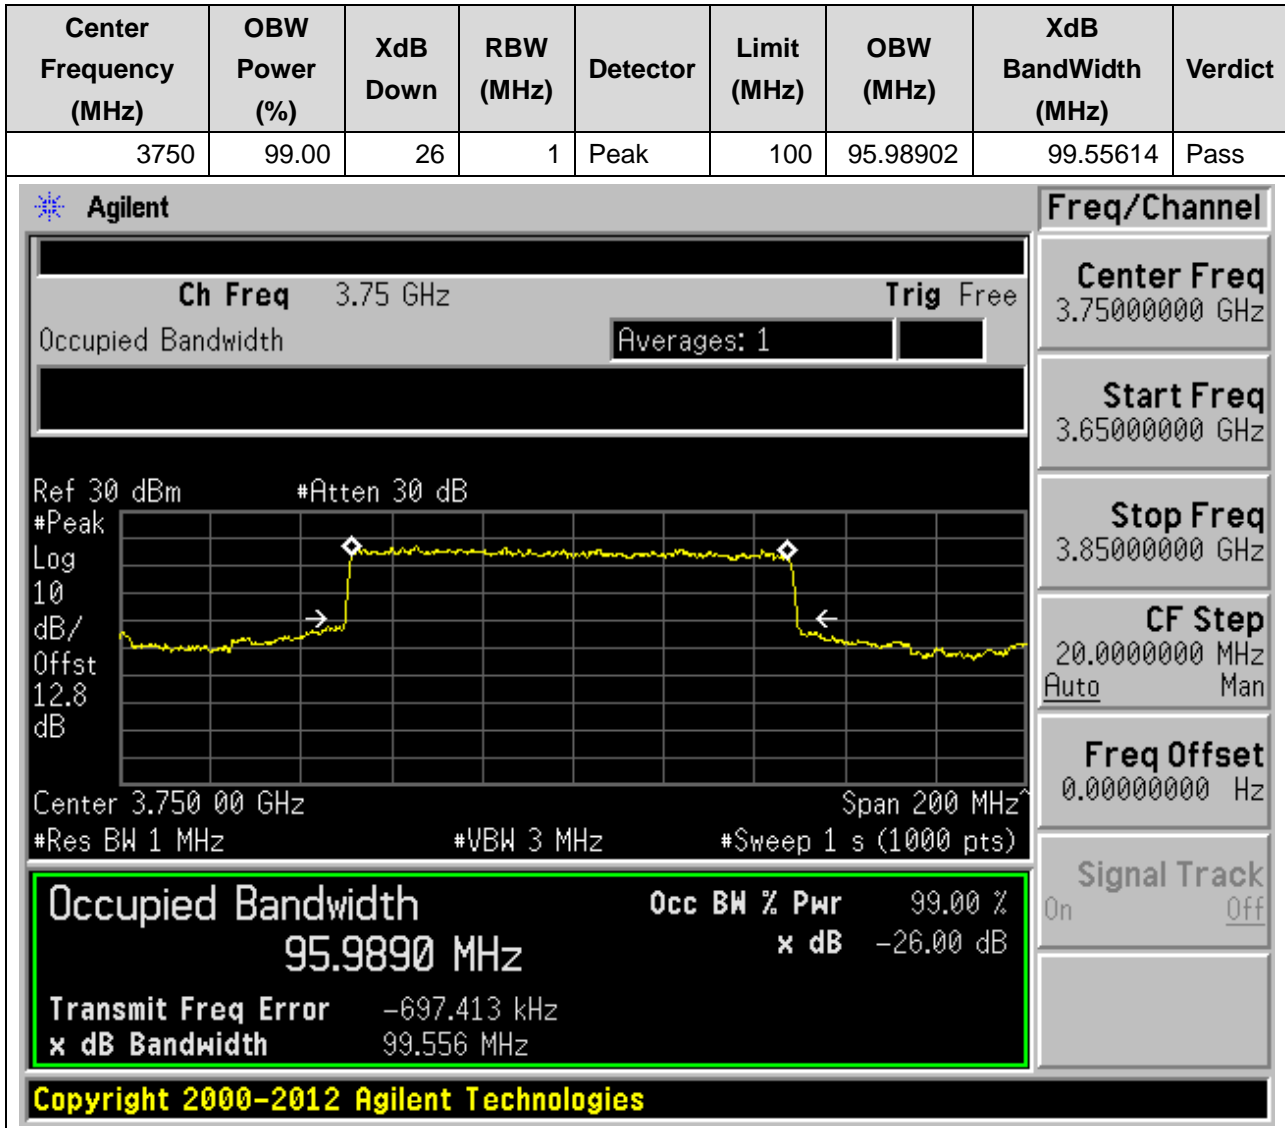 Center Frequency (MHz) OBW Power (%) XdB Down RBW (MHz) Detector Limit (MHz) OBW (MHz) XdB BandWidth (MHz) Verdict
3750 99.00 26 1 Peak 100 95.98902 99.55614 Pass
Agilent
Freq/Channel
Ch Freq 3.75 GHz Trig Free
Occupied Bandwidth Averages: 1
Center Freq
3.75000000 GHz
Start Freq
3.65000000 GHz
Stop Freq
3.85000000 GHz
CF Step
20.0000000 MHz
Auto Man
Freq Offset
0.00000000 Hz
Signal Track
On Off
Ref 30 dBm #Atten 30 dB
#Peak
Log
10
dB/
Offst
12.8
dB
Center 3.750 00 GHz Span 200 MHz^
#Res BW 1 MHz #VBW 3 MHz #Sweep 1 s (1000 pts)
Occupied Bandwidth Occ BW % Pwr 99.00 %
95.9890 MHz x dB -26.00 dB
Transmit Freq Error -697.413 kHz
x dB Bandwidth 99.556 MHz
Copyright 2000-2012 Agilent Technologies